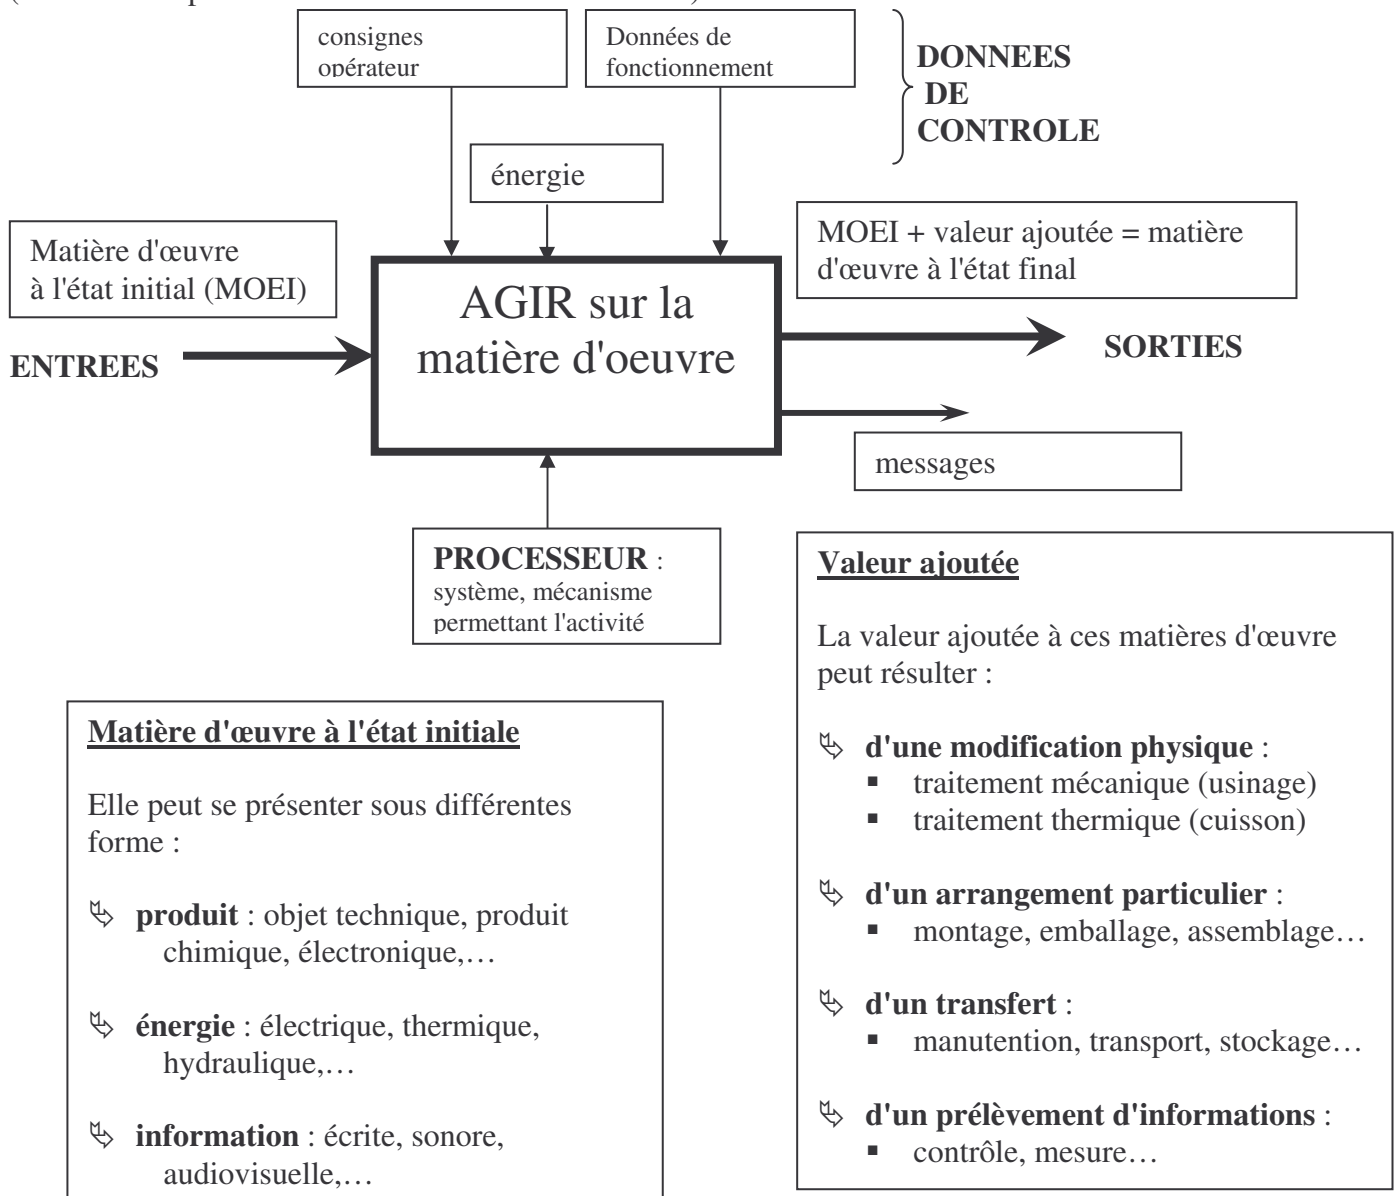 consignes
opérateur
Données de
fonctionnement
DONNEES
DE
CONTROLE
énergie
Matière d'œuvre
à l'état initial (MOEI)
MOEI + valeur ajoutée = matière
d'œuvre à l'état final
AGIR sur la
matière d'oeuvre
ENTREES
SORTIES
messages
PROCESSEUR :
système, mécanisme
permettant l'activité
Valeur ajoutée
La valeur ajoutée à ces matières d'œuvre
peut résulter :
d'une modification physique :
▪ traitement mécanique (usinage)
▪ traitement thermique (cuisson)
d'un arrangement particulier :
▪ montage, emballage, assemblage…
d'un transfert :
▪ manutention, transport, stockage…
d'un prélèvement d'informations :
▪ contrôle, mesure…
Matière d'œuvre à l'état initiale
Elle peut se présenter sous différentes
forme :
produit : objet technique, produit
chimique, électronique,…
énergie : électrique, thermique,
hydraulique,…
information : écrite, sonore,
audiovisuelle,…